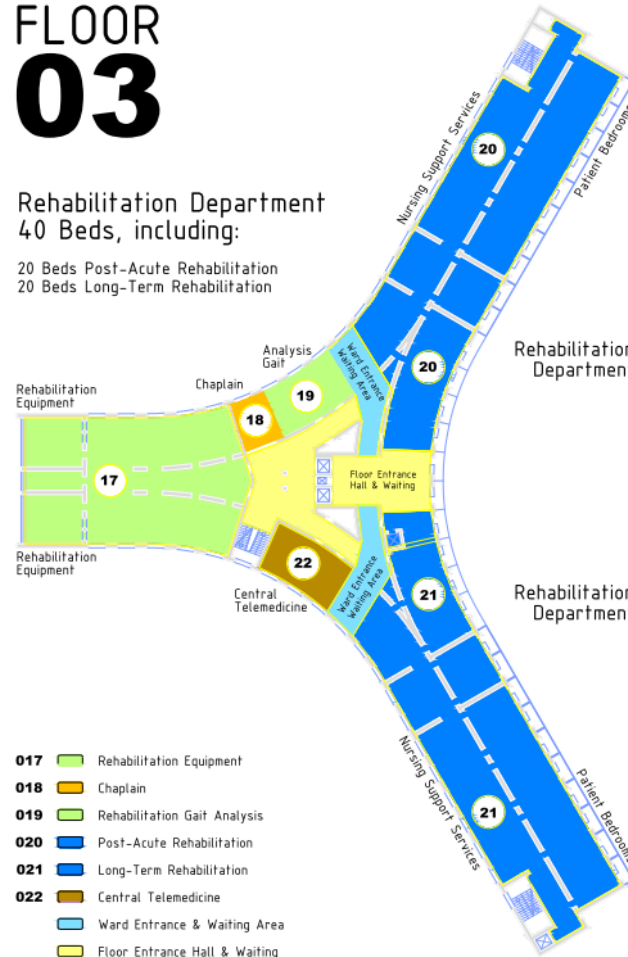 FLOOR
03
Rehabilitation Department
40 Beds, including:
20 Beds Post-Acute Rehabilitation
20 Beds Long-Term Rehabilitation
Nursing Support Services
20
Patient Bedrooms
Analysis
Gait
Chaplain
Ward Entrance
Waiting Area
Rehabilitation
Department
20
19
Rehabilitation
Equipment
18
17
Floor Entrance
Hall & Waiting
Rehabilitation
Equipment
22
Central
Telemedicine
Ward Entrance
Waiting Area
21
Rehabilitation
Department
Nursing Support Services
21
Patient Bedrooms
017 Rehabilitation Equipment
018 Chaplain
019 Rehabilitation Gait Analysis
020 Post-Acute Rehabilitation
021 Long-Term Rehabilitation
022 Central Telemedicine
Ward Entrance & Waiting Area
Floor Entrance Hall & Waiting